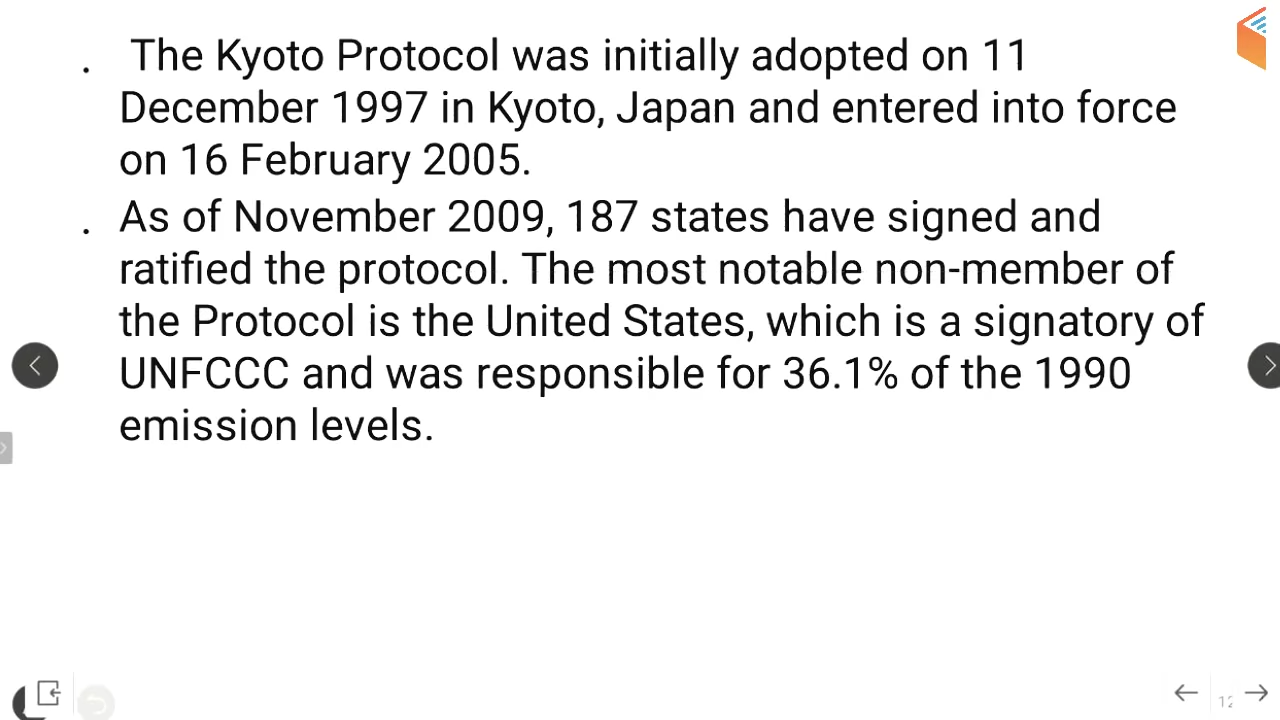 . The Kyoto Protocol was initially adopted on 11
December 1997 in Kyoto, Japan and entered into force
on 16 February 2005.
. As of November 2009, 187 states have signed and
ratified the protocol. The most notable non-member of
the Protocol is the United States, which is a signatory of
UNFCCC and was responsible for 36.1% of the 1990
emission levels.